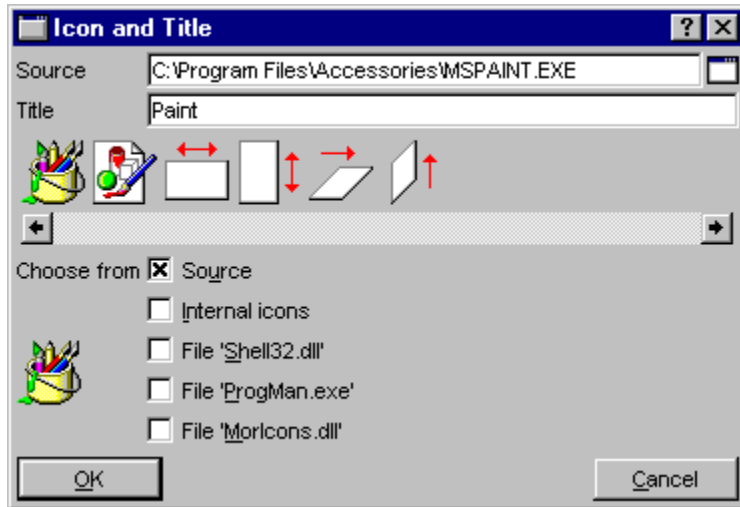 Icon and Title
Source C:\Program Files\Accessories\MSPAINT.EXE
Title Paint
Choose from Source
Internal icons
File 'Shell32.dll'
File 'ProgMan.exe'
File 'MorIcons.dll'
OK Cancel